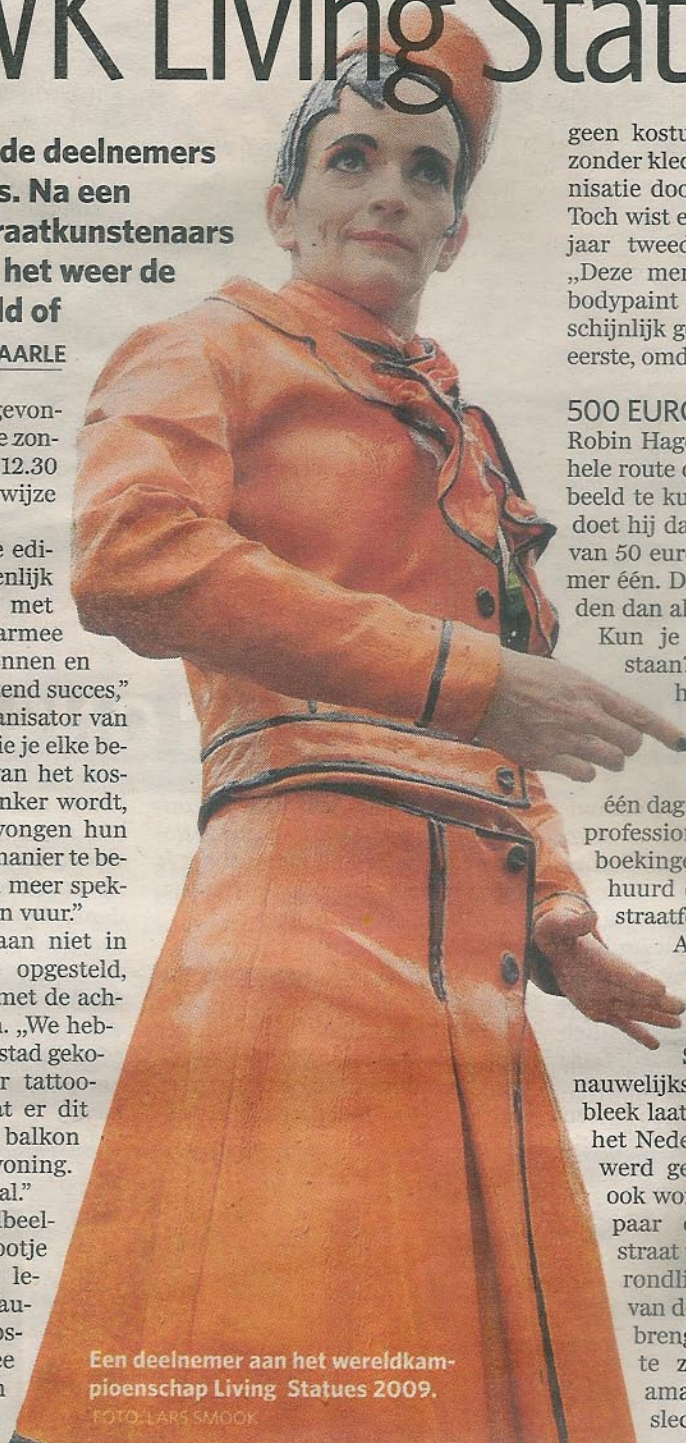 WK Living Stat
de deelnemers
s. Na een
raatkunstenaars
het weer de
ld of
AARLE
gevon-
e zon-
12.30
wijze
e edi-
enlijk
met
armee
nnen en
end succes,”
anisator van
ie je elke be-
van het kos-
nker wordt,
vongen hun
manier te be-
meer spek-
n vuur.”
aan niet in
opgesteld,
met de ach-
n. „We heb-
stad geko-
r tattoo-
at er dit
balkon
voning.
al.”
lbeel-
ootje
le-
au-
os-
ee
n
geen kostu
zonder kled
nisatie doo
Toch wist e
jaar tweed
„Deze men
bodypaint
schijnlijk g
eerste, omd
500 EURO
Robin Hage
hele route o
beeld te ku
doet hij da
van 50 eur
mer één. D
den dan al
Kun je
staan?
h
één dag
profession
boekinge
huurd
straatf
A
S
nauwelijks
bleek laat
het Nede
werd ge
ook wo
paar
straat
rondli
van d
breng
te z
ama
slec
Een deelnemer aan het wereldkam-
pioenschap Living Statues 2009.
FOTO: LARS SMOOK